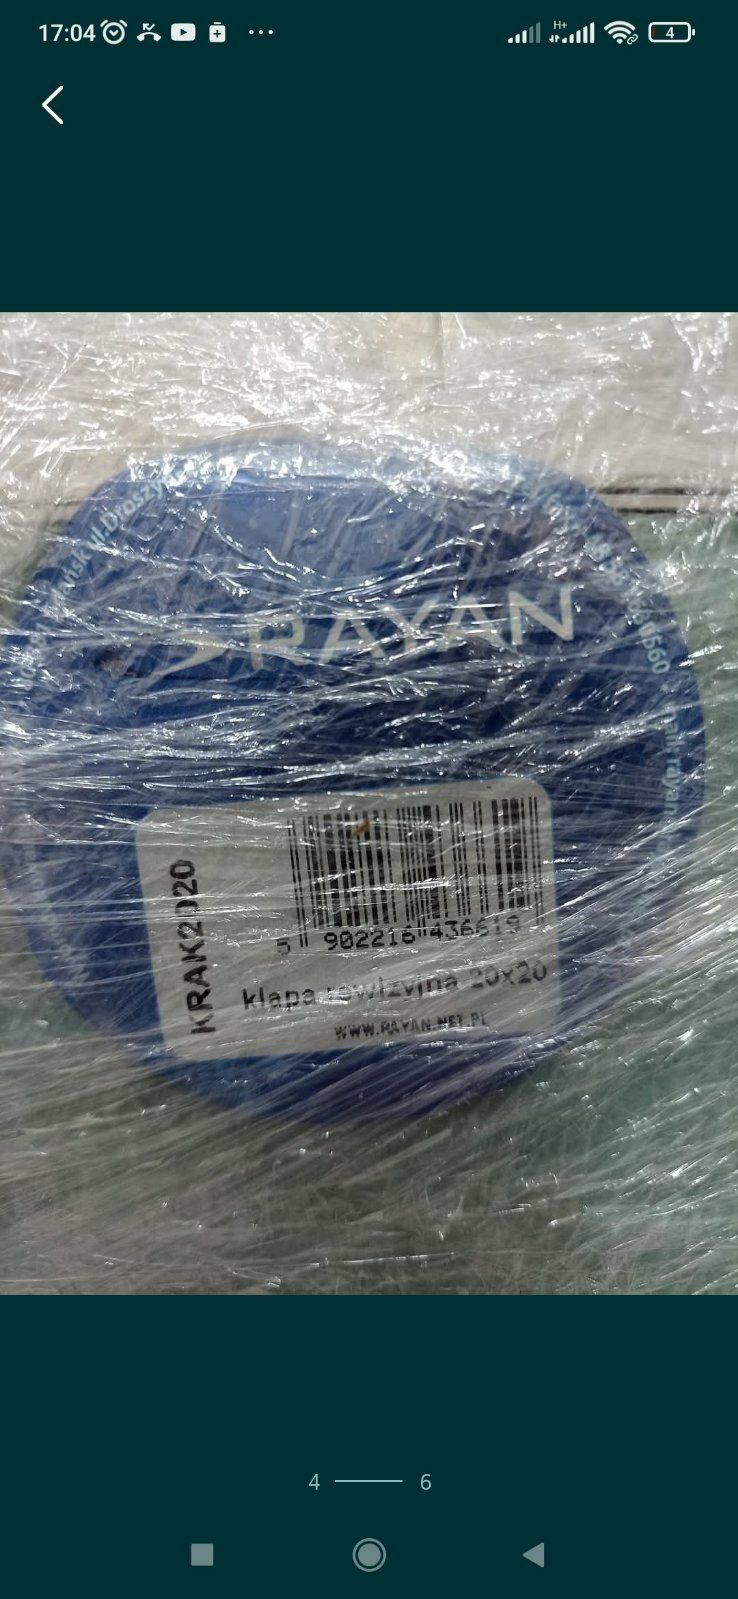 17:04
H+
4
RAYAN
KRAK2020
5 902216 436619
klapa rewizyjna 20x20
WWW.RAYAN.NET.PL
4 6